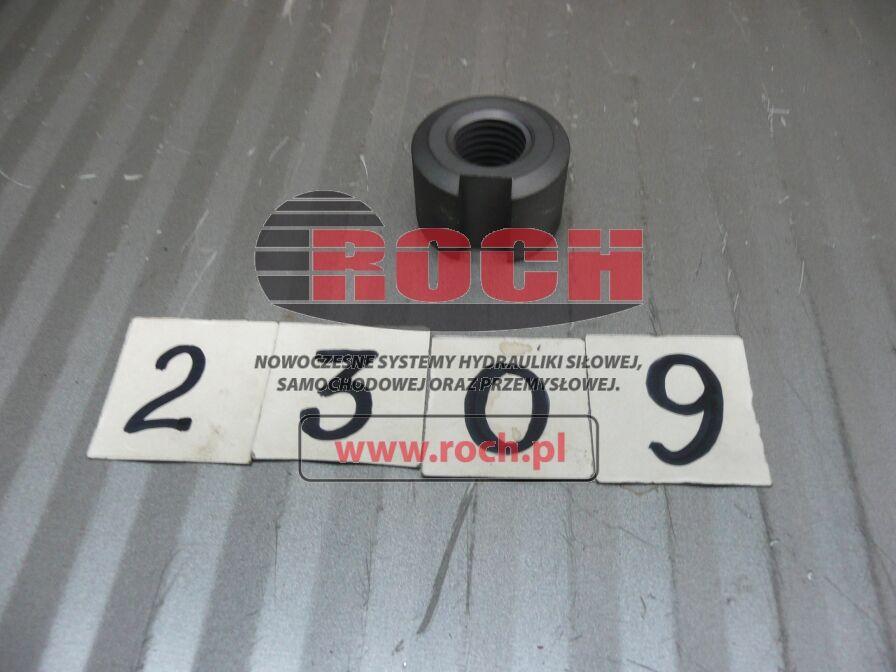 ROCH
NOWOCZESNE SYSTEMY HYDRAULIKI SIŁOWEJ,
SAMOCHODOWEJ ORAZ PRZEMYSŁOWEJ.
2 3 0 9
www.roch.pl